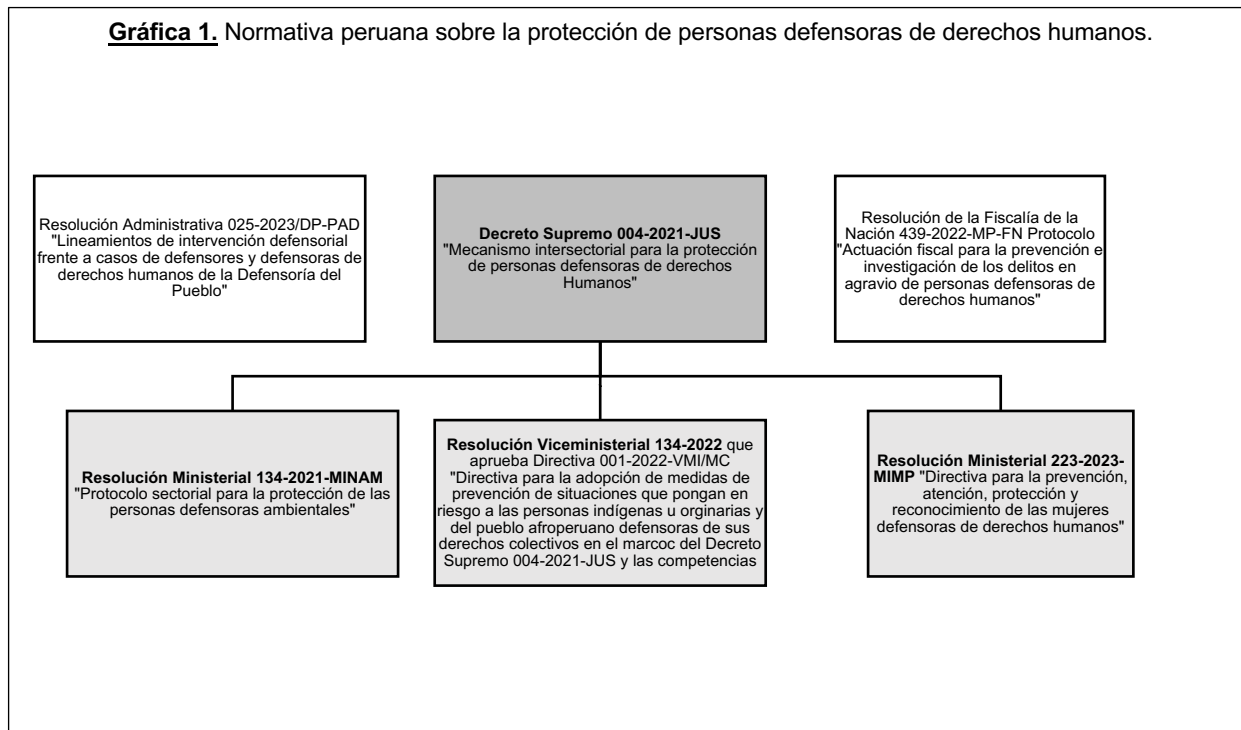 Gráfica 1. Normativa peruana sobre la protección de personas defensoras de derechos humanos.
Resolución Administrativa 025-2023/DP-PAD
"Lineamientos de intervención defensorial
frente a casos de defensores y defensoras de
derechos humanos de la Defensoría del
Pueblo"
Decreto Supremo 004-2021-JUS
"Mecanismo intersectorial para la protección
de personas defensoras de derechos
Humanos"
Resolución de la Fiscalía de la
Nación 439-2022-MP-FN Protocolo
"Actuación fiscal para la prevención e
investigación de los delitos en
agravio de personas defensoras de
derechos humanos"
Resolución Ministerial 134-2021-MINAM
"Protocolo sectorial para la protección de las
personas defensoras ambientales"
Resolución Viceministerial 134-2022 que
aprueba Directiva 001-2022-VMI/MC
"Directiva para la adopción de medidas de
prevención de situaciones que pongan en
riesgo a las personas indígenas u orginarias y
del pueblo afroperuano defensoras de sus
derechos colectivos en el marcoc del Decreto
Supremo 004-2021-JUS y las competencias
Resolución Ministerial 223-2023-
MIMP "Directiva para la prevención,
atención, protección y
reconocimiento de las mujeres
defensoras de derechos humanos"